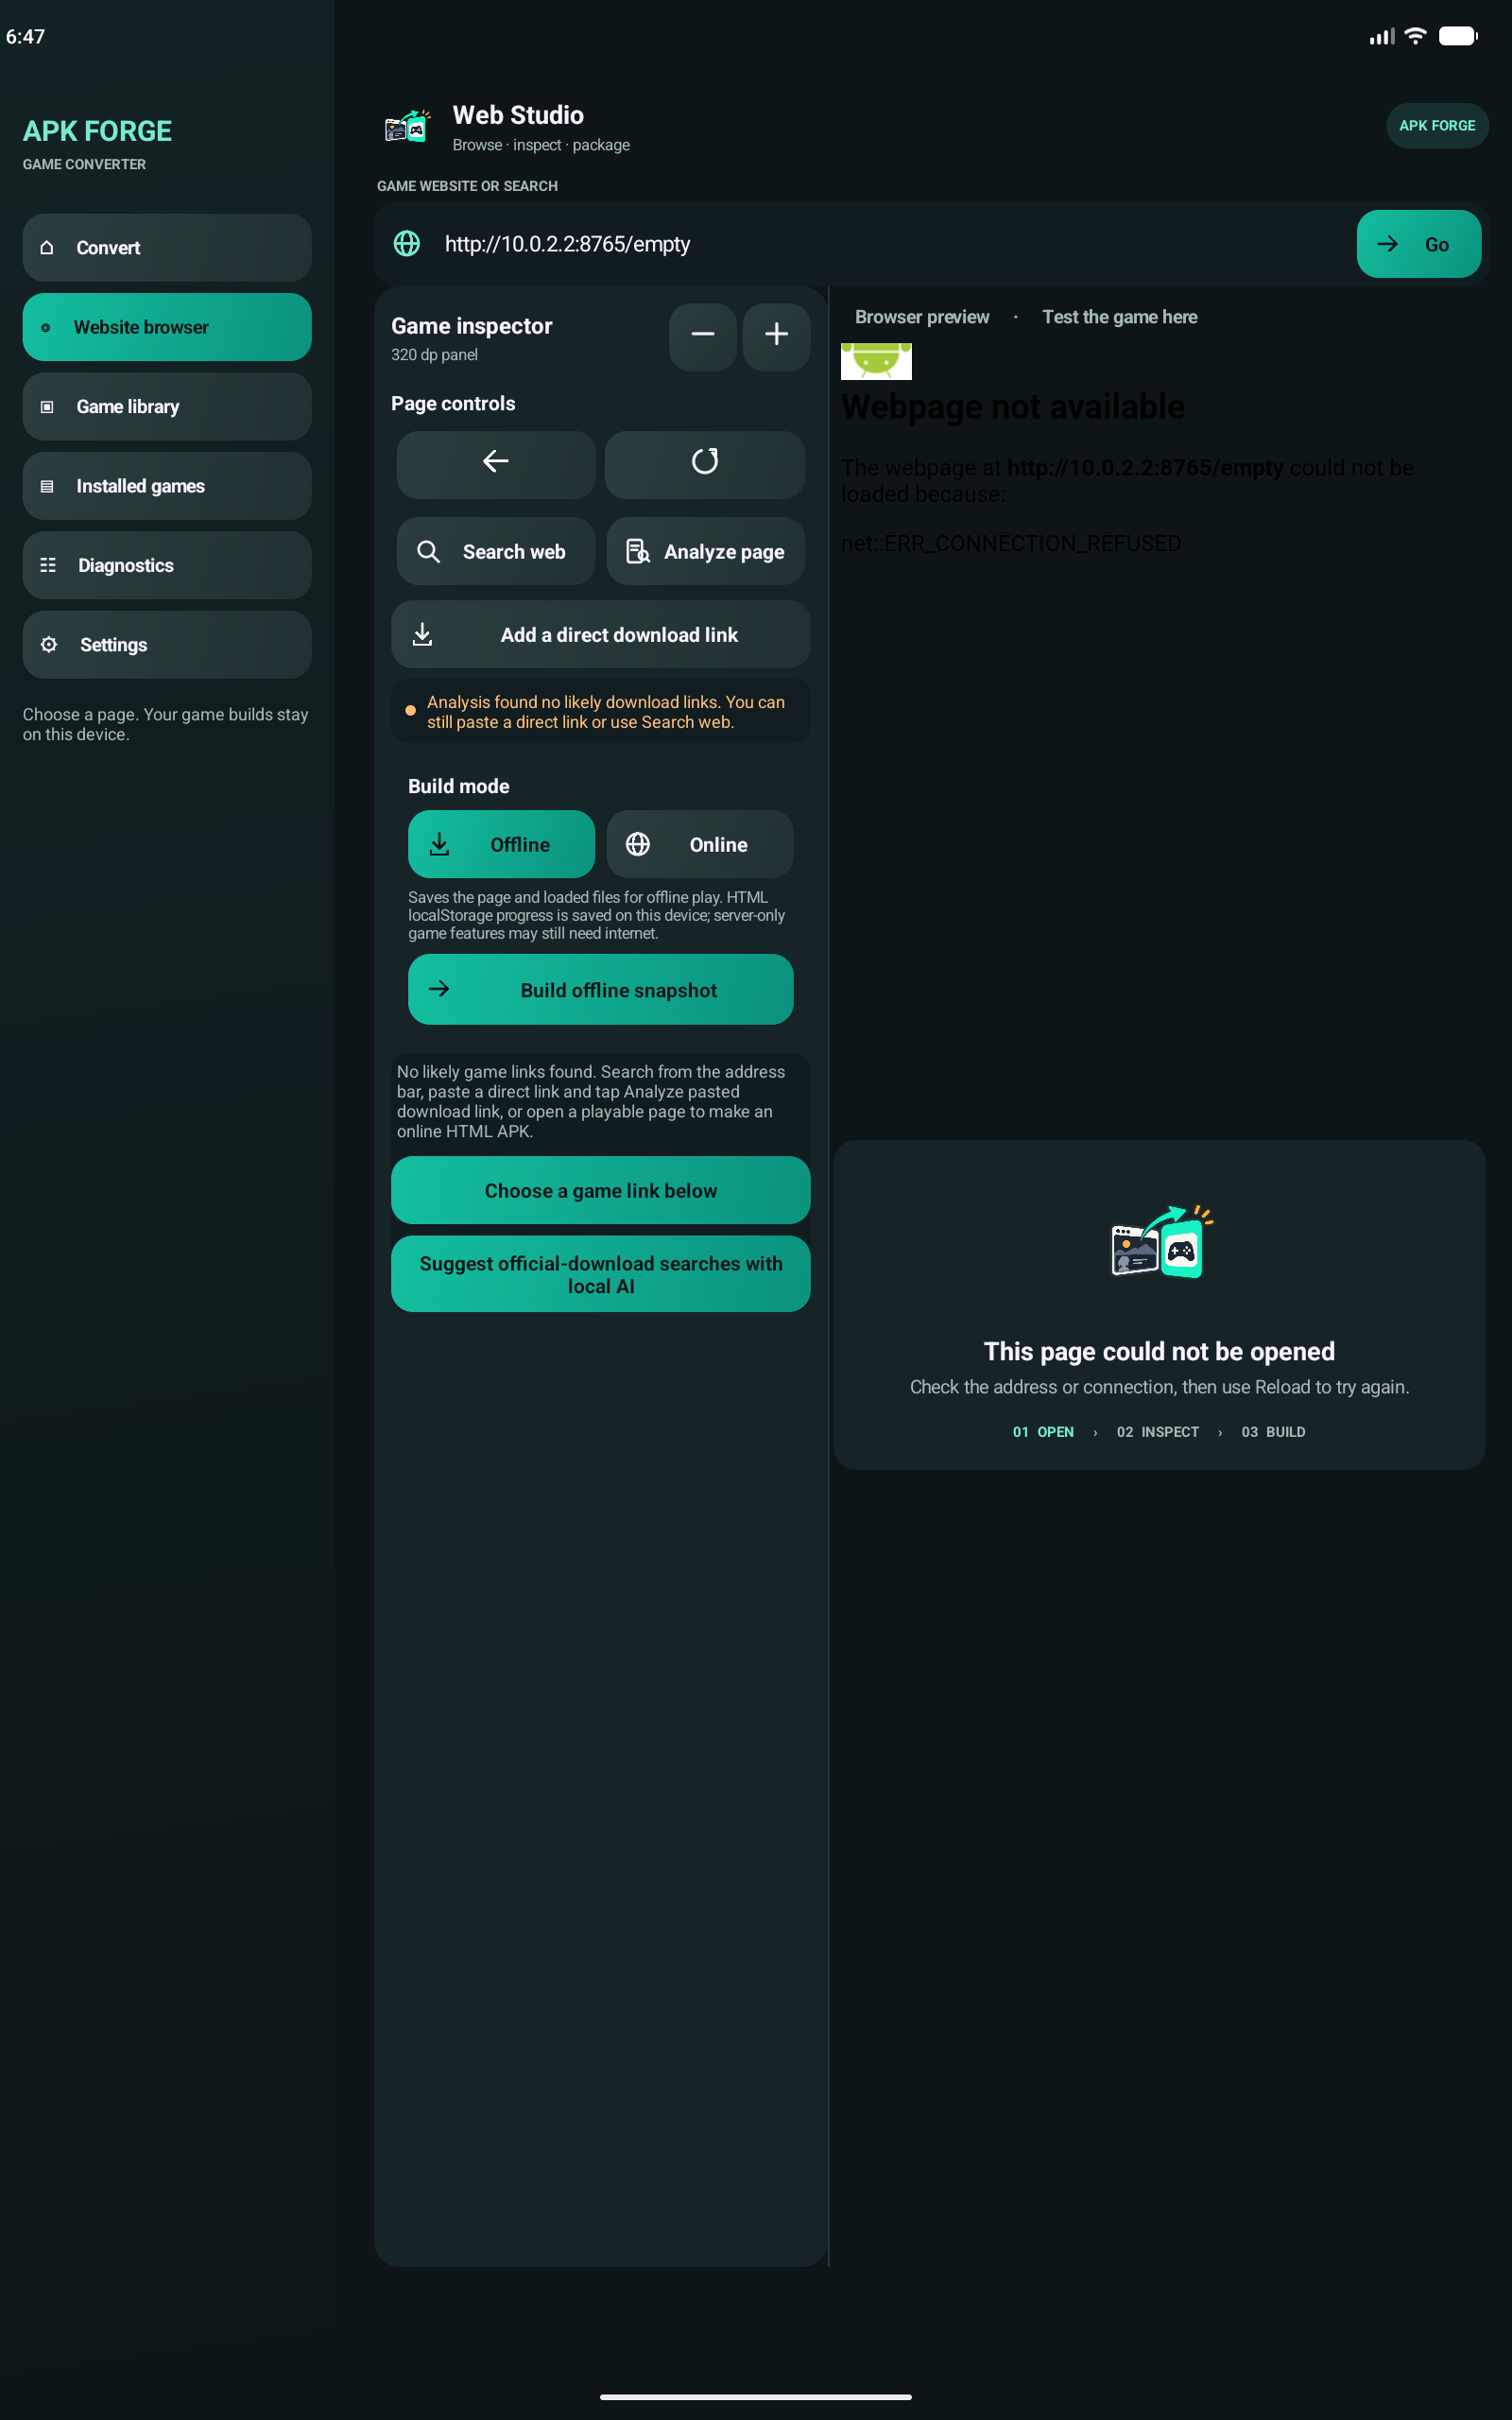 6:47
APK FORGE
GAME CONVERTER
Convert
Website browser
Game library
Installed games
Diagnostics
Settings
Choose a page. Your game builds stay
on this device.
Web Studio
Browse · inspect · package
APK FORGE
GAME WEBSITE OR SEARCH
http://10.0.2.2:8765/empty
Go
Game inspector
320 dp panel
Page controls
Search web
Analyze page
Add a direct download link
Analysis found no likely download links. You can
still paste a direct link or use Search web.
Build mode
Offline
Online
Saves the page and loaded files for offline play. HTML
localStorage progress is saved on this device; server-only
game features may still need internet.
Build offline snapshot
No likely game links found. Search from the address
bar, paste a direct link and tap Analyze pasted
download link, or open a playable page to make an
online HTML APK.
Choose a game link below
Suggest official-download searches with
local AI
Browser preview · Test the game here
Webpage not available
The webpage at http://10.0.2.2:8765/empty could not be
loaded because:
net::ERR_CONNECTION_REFUSED
This page could not be opened
Check the address or connection, then use Reload to try again.
01 OPEN › 02 INSPECT › 03 BUILD